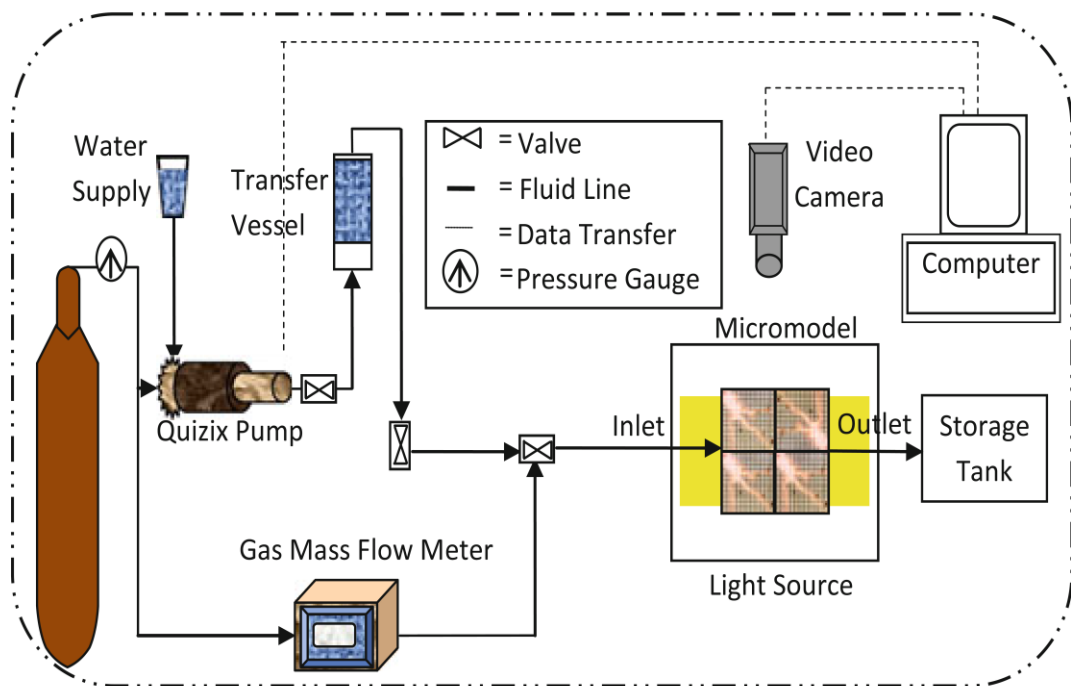 Water
Supply
Transfer
Vessel
= Valve
= Fluid Line
= Data Transfer
= Pressure Gauge
Video
Camera
Computer
Quizix Pump
Micromodel
Inlet
Outlet
Storage
Tank
Gas Mass Flow Meter
Light Source